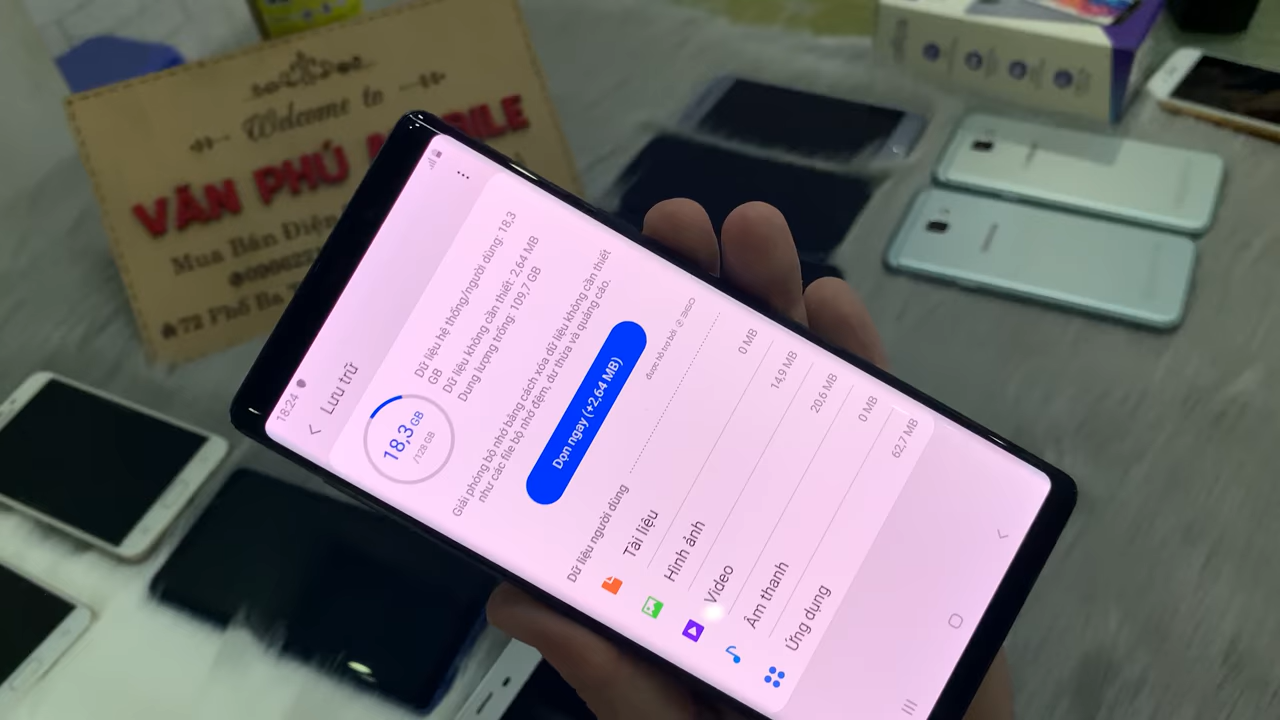 Welcome to
VĂN PHÚ
Mua Bán Điện
72 Phố Ba
18:24
Lưu trữ
18,3 GB
/128 GB
Dữ liệu hệ thống/người dùng: 18,3
GB
Dữ liệu không cần thiết: 2,64 MB
Dung lượng trống: 109,7 GB
Giải phóng bộ nhớ bằng cách xóa dữ liệu không cần thiết
như các file bộ nhớ đệm, dư thừa và quảng cáo.
Dọn ngay (+2,64 MB)
được hỗ trợ bởi 360
Dữ liệu người dùng
Tài liệu 0 MB
Hình ảnh 14,9 MB
Video 20,6 MB
Âm thanh 0 MB
Ứng dụng 62,7 MB